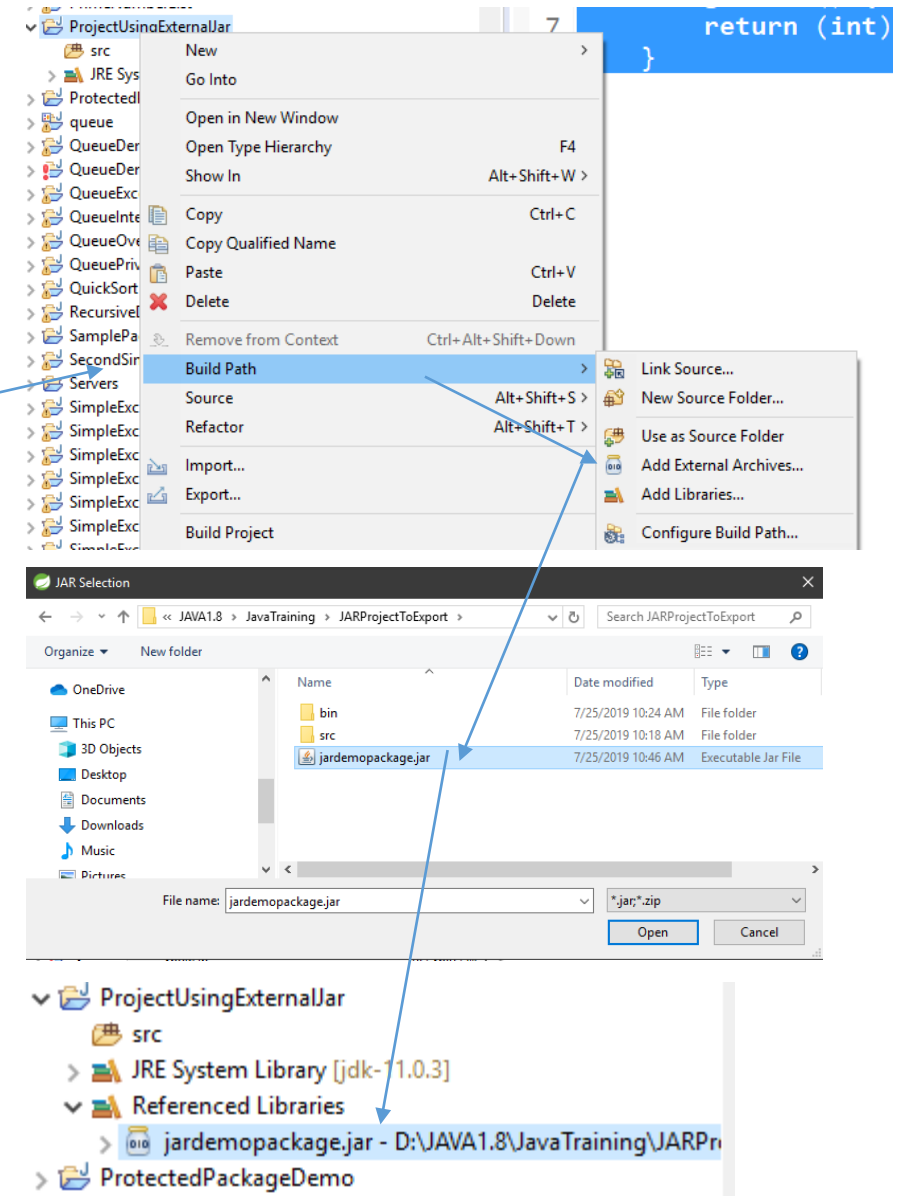 ProjectUsingExternalJar
src
JRE Sys
ProtectedI
queue
QueueDer
QueueDer
QueueExc
QueueInte
QueueOve
QueuePriv
QuickSort
Recursive
SamplePa
SecondSin
Servers
SimpleExc
SimpleExc
SimpleExc
SimpleExc
SimpleExc
SimpleExc
7 return (int)
}
New
Go Into
Open in New Window
Open Type Hierarchy F4
Show In Alt+Shift+W >
Copy Ctrl+C
Copy Qualified Name
Paste Ctrl+V
Delete Delete
Remove from Context Ctrl+Alt+Shift+Down
Build Path
Source Alt+Shift+S >
Refactor Alt+Shift+T >
Import...
Export...
Build Project
Link Source...
New Source Folder...
Use as Source Folder
Add External Archives...
Add Libraries...
Configure Build Path...
JAR Selection
« JAVA1.8 > JavaTraining > JARProjectToExport >
Search JARProjectToExport
Organize New folder
OneDrive
This PC
3D Objects
Desktop
Documents
Downloads
Music
Pictures
Name Date modified Type
bin 7/25/2019 10:24 AM File folder
src 7/25/2019 10:18 AM File folder
jardemopackage.jar 7/25/2019 10:46 AM Executable Jar File
File name: jardemopackage.jar *.jar;*.zip
Open Cancel
ProjectUsingExternalJar
src
JRE System Library [jdk-11.0.3]
Referenced Libraries
jardemopackage.jar - D:\JAVA1.8\JavaTraining\JARPr
ProtectedPackageDemo